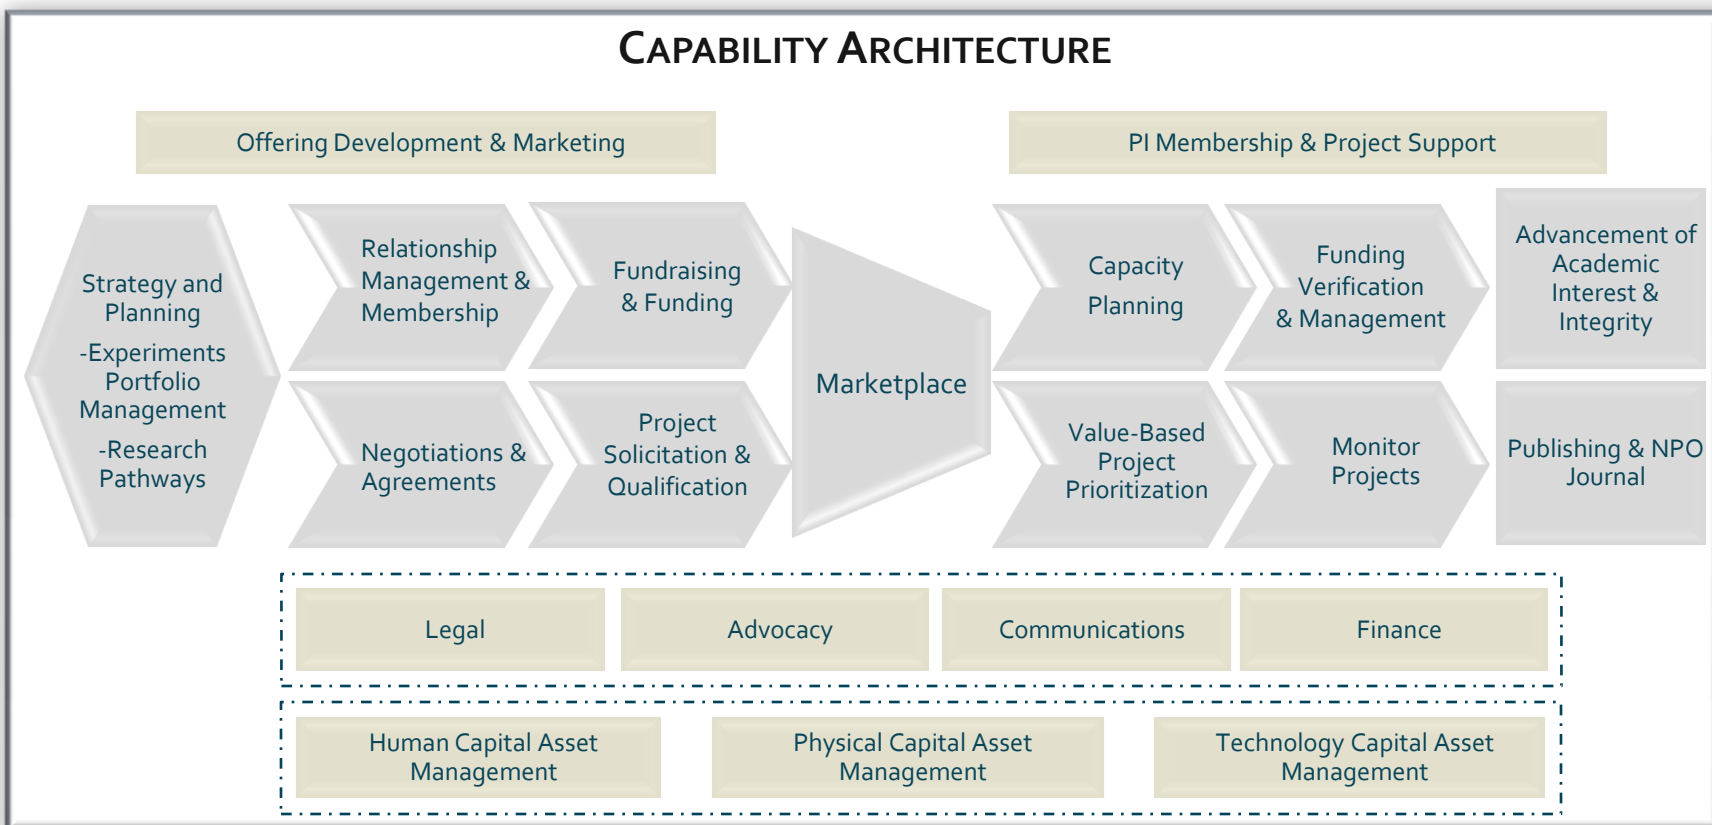 CAPABILITY ARCHITECTURE
Offering Development & Marketing
PI Membership & Project Support
Strategy and
Planning
-Experiments
Portfolio
Management
-Research
Pathways
Relationship
Management &
Membership
Fundraising
& Funding
Negotiations &
Agreements
Project
Solicitation &
Qualification
Marketplace
Capacity
Planning
Funding
Verification
& Management
Value-Based
Project
Prioritization
Monitor
Projects
Advancement of
Academic
Interest &
Integrity
Publishing & NPO
Journal
Legal
Advocacy
Communications
Finance
Human Capital Asset
Management
Physical Capital Asset
Management
Technology Capital Asset
Management